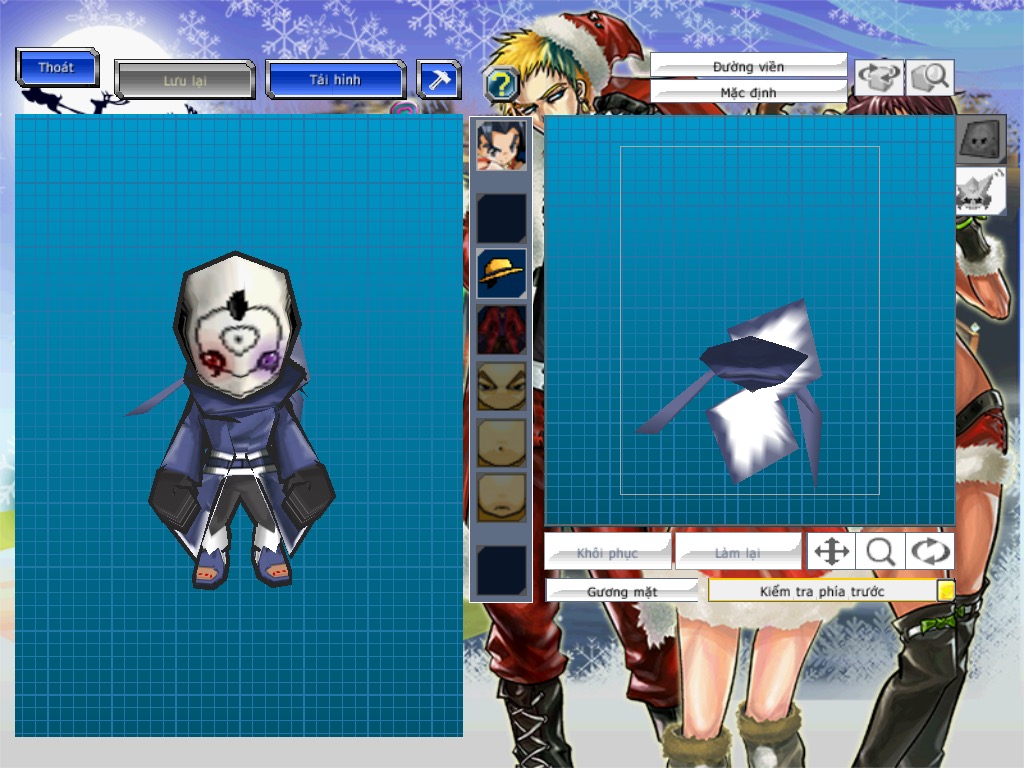 Thoát
Lưu lại
Tải hình
?
Đường viền
Mặc định
Khôi phục
Làm lại
Gương mặt
Kiểm tra phía trước